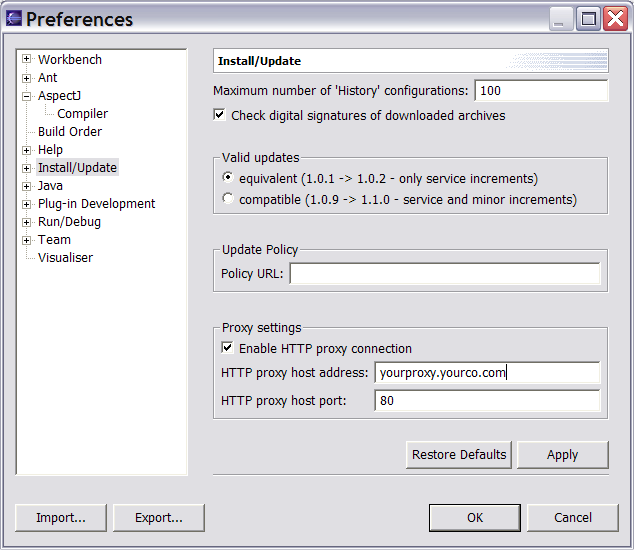 Preferences
Workbench
Ant
AspectJ
Compiler
Build Order
Help
Install/Update
Java
Plug-in Development
Run/Debug
Team
Visualiser
Install/Update
Maximum number of 'History' configurations: 100
Check digital signatures of downloaded archives
Valid updates
equivalent (1.0.1 -> 1.0.2 - only service increments)
compatible (1.0.9 -> 1.1.0 - service and minor increments)
Update Policy
Policy URL:
Proxy settings
Enable HTTP proxy connection
HTTP proxy host address: yourproxy.yourco.com
HTTP proxy host port: 80
Restore Defaults Apply
Import... Export... OK Cancel